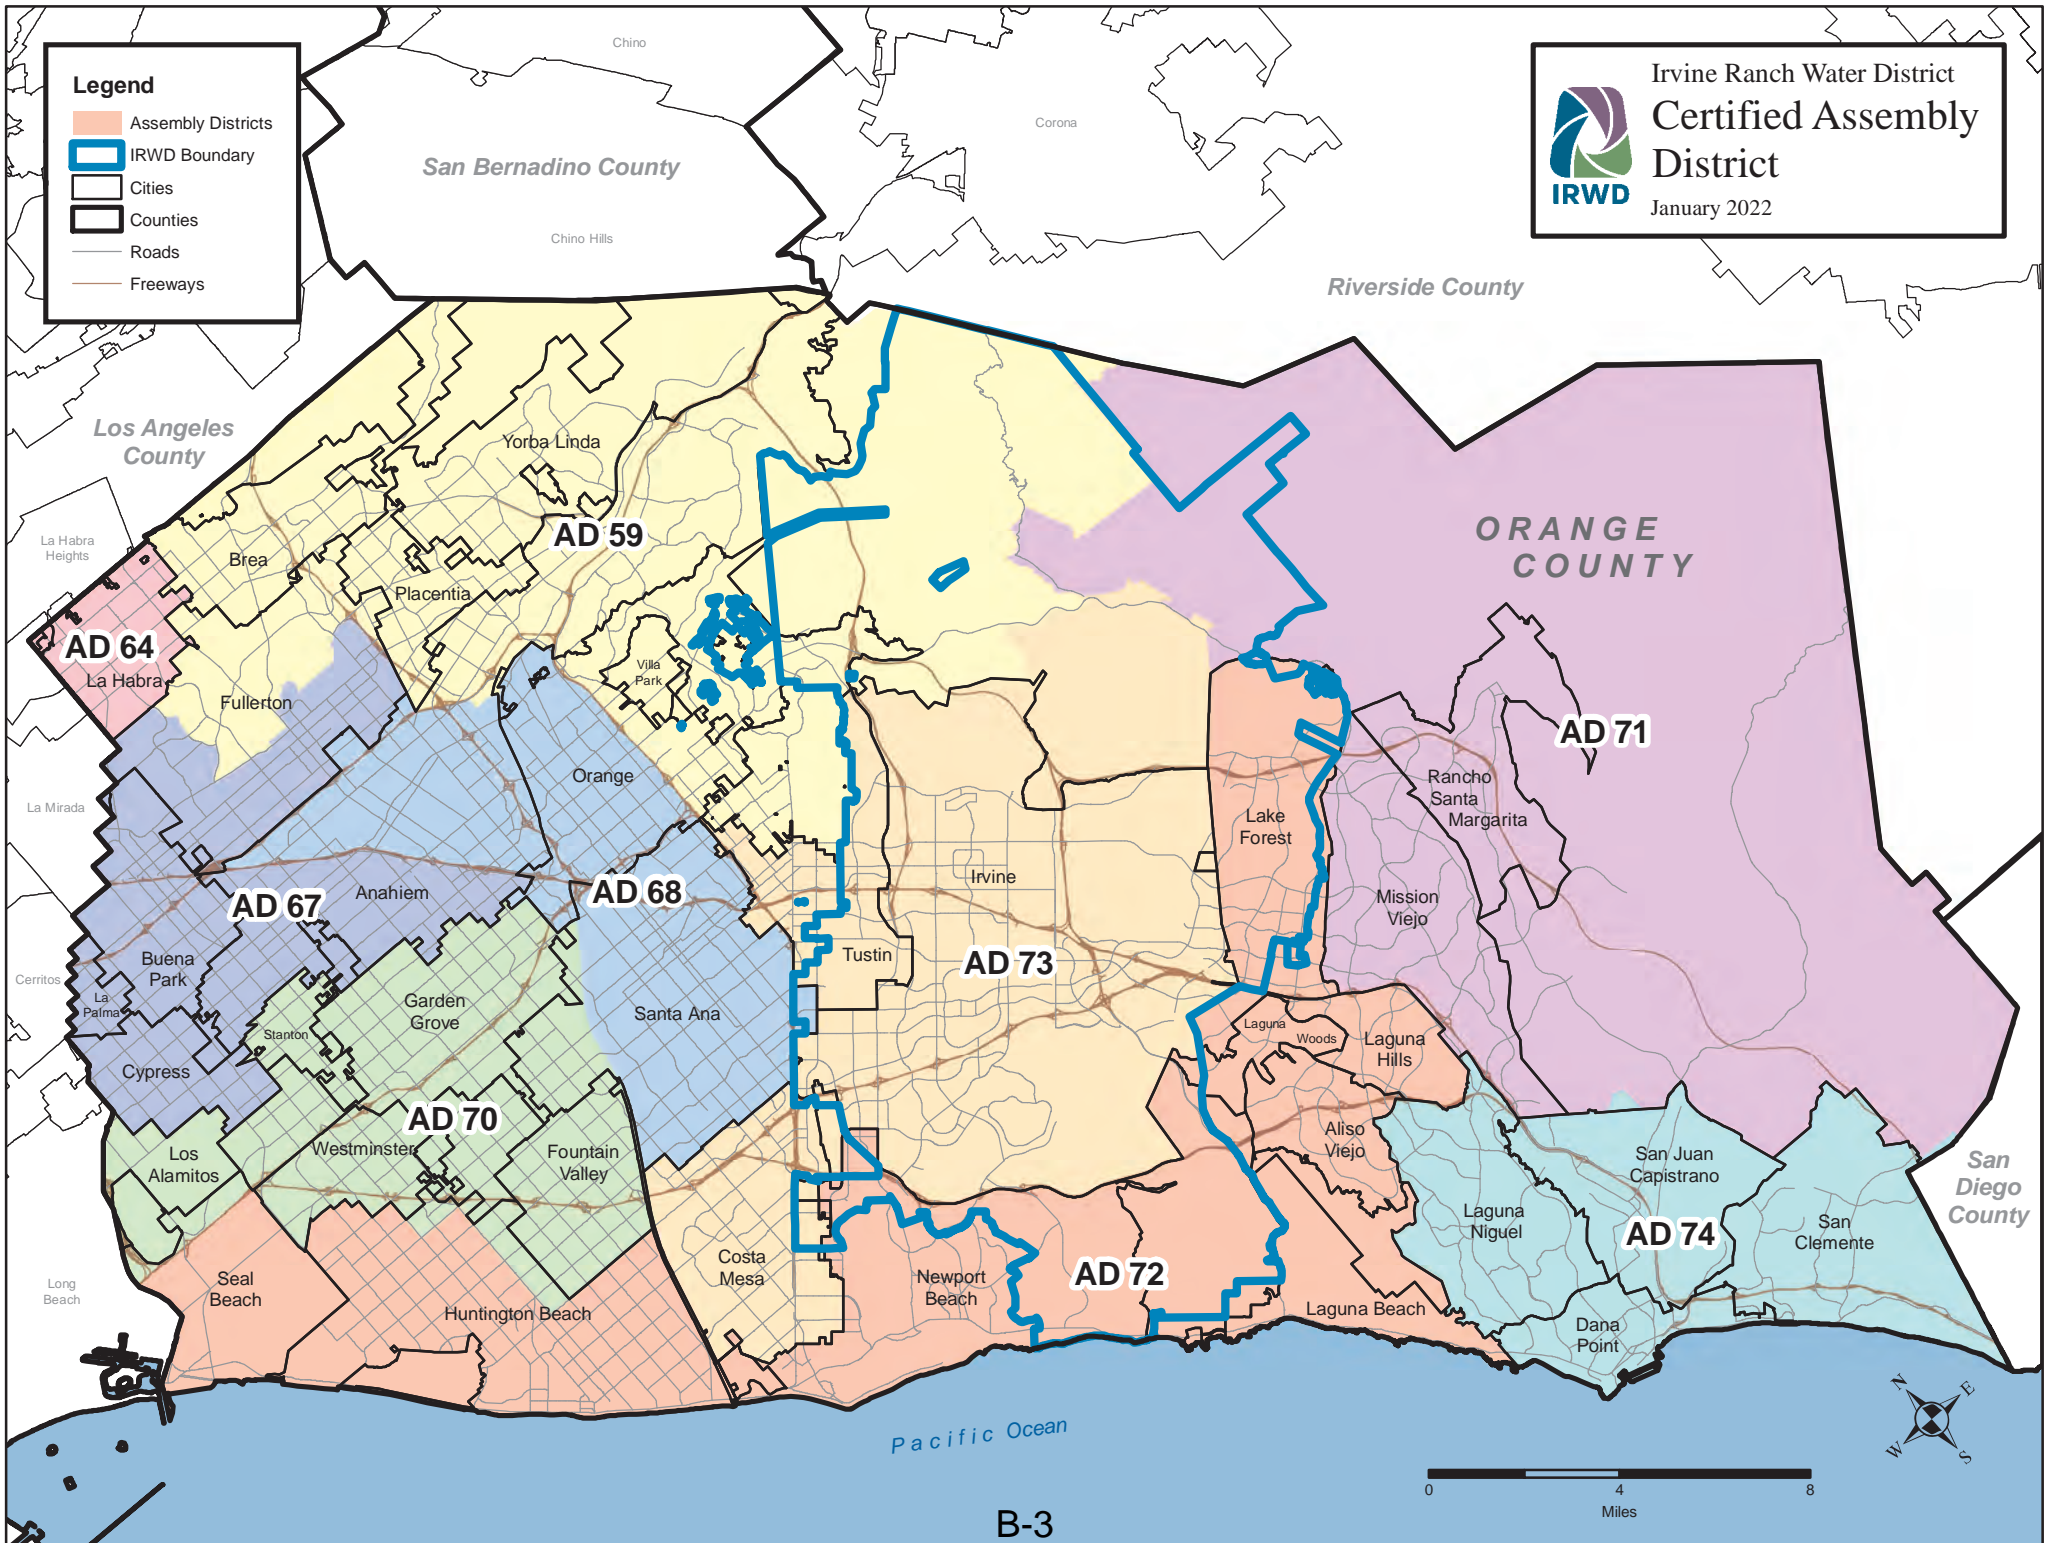 Legend
Assembly Districts
IRWD Boundary
Cities
Counties
Roads
Freeways
Irvine Ranch Water District
Certified Assembly
District
January 2022
IRWD
Chino
Corona
San Bernadino County
Chino Hills
Riverside County
Los Angeles
County
Yorba Linda
La Habra
Heights
Brea
AD 59
ORANGE
COUNTY
Placentia
AD 64
La Habra
Villa
Park
Fullerton
AD 71
Orange
Rancho
Santa
Margarita
La Mirada
Lake
Forest
Irvine
Anahiem
AD 68
AD 67
Mission
Viejo
Buena
Park
Tustin
AD 73
Cerritos
La
Palma
Garden
Grove
Santa Ana
Stanton
Laguna
Woods
Laguna
Hills
Cypress
AD 70
Los
Alamitos
Westminster
Fountain
Valley
Aliso
Viejo
San Juan
Capistrano
San
Diego
County
Laguna
Niguel
AD 74
San
Clemente
Costa
Mesa
Newport
Beach
AD 72
Long
Beach
Seal
Beach
Huntington Beach
Laguna Beach
Dana
Point
Pacific Ocean
N
E
W
S
0
4
8
Miles
B-3